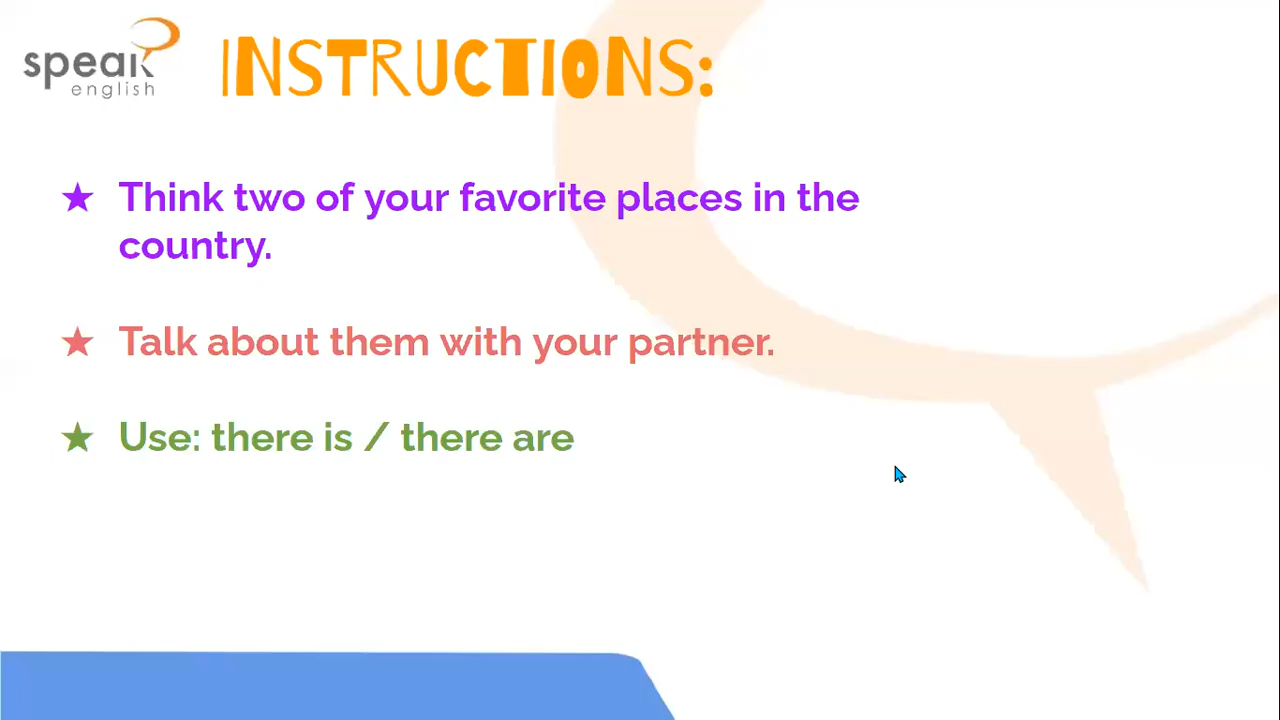 speak
english
INSTRUCTIONS:
★ Think two of your favorite places in the
country.
★ Talk about them with your partner.
★ Use: there is / there are